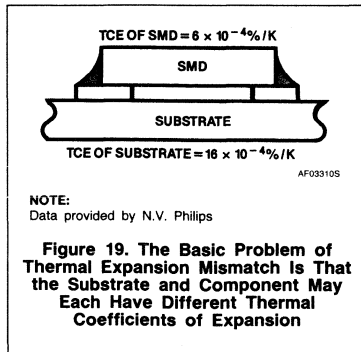 TCE OF SMD = 6 × 10⁻⁴%/K
SMD
SUBSTRATE
TCE OF SUBSTRATE = 16 × 10⁻⁴%/K
AF03310S
NOTE:
Data provided by N.V. Philips
Figure 19. The Basic Problem of
Thermal Expansion Mismatch Is That
the Substrate and Component May
Each Have Different Thermal
Coefficients of Expansion